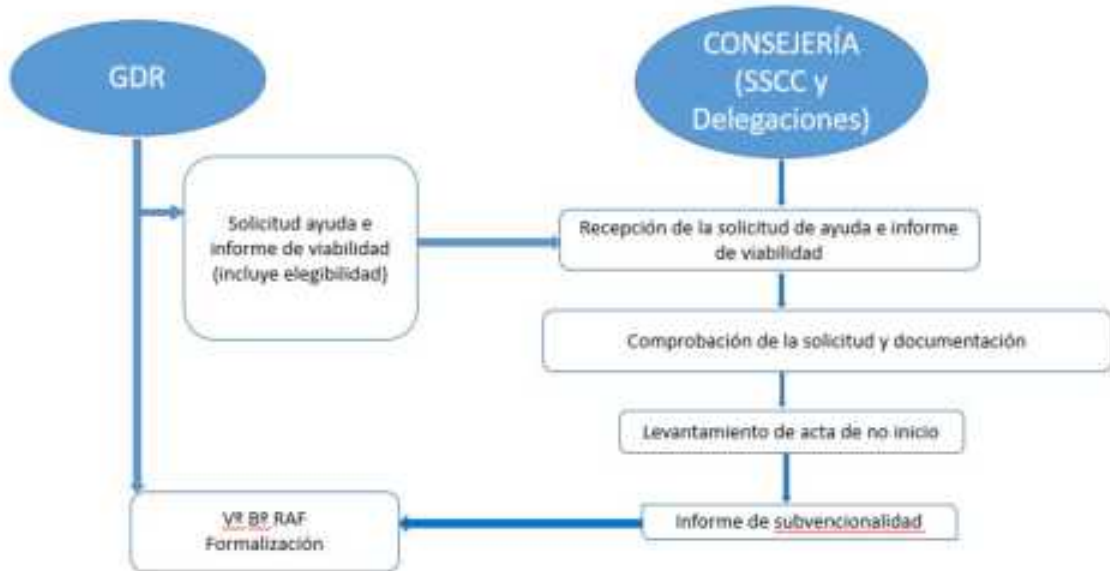 GDR
CONSEJERÍA
(SSCC y
Delegaciones)
Solicitud ayuda e
informe de viabilidad
(incluye elegibilidad)
Recepción de la solicitud de ayuda e informe
de viabilidad
Comprobación de la solicitud y documentación
Levantamiento de acta de no inicio
Informe de subvencionalidad
Vº Bº RAF
Formalización